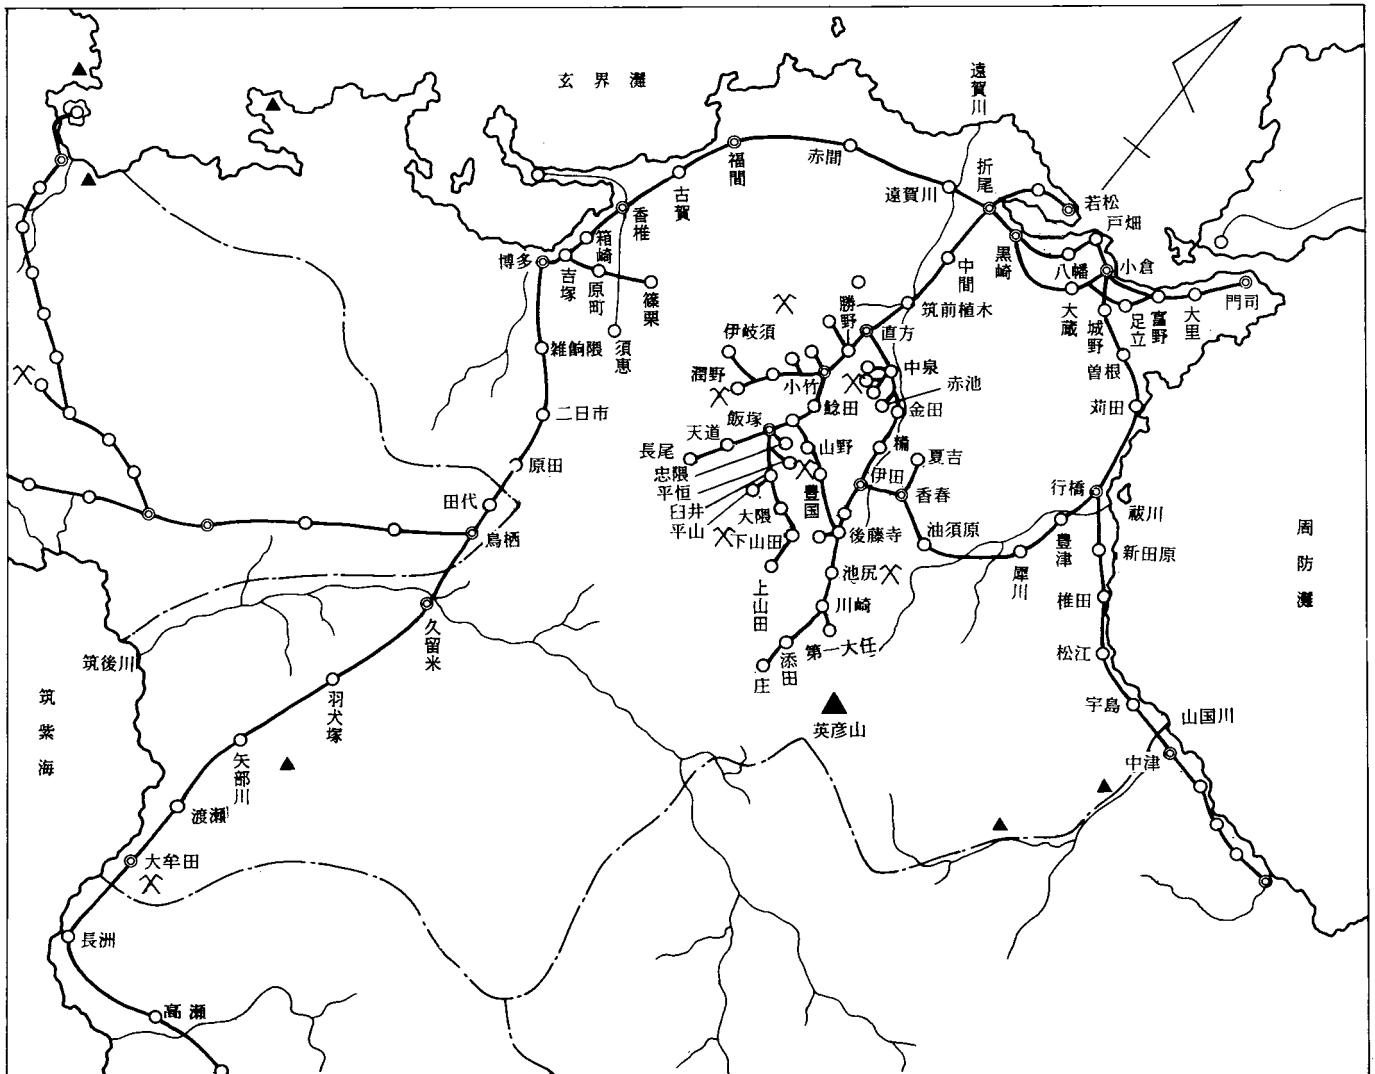 玄界灘
遠賀川
福間
赤間
折尾
遠賀川
若松
古賀
香椎
戸畑
箱崎
黒崎
博多
小倉
中間
八幡
吉塚
原町
篠栗
門司
大蔵
足立
富野
大里
勝野
筑前植木
城野
伊岐須
直方
雑餉隈
須恵
曽根
潤野
小竹
中泉
赤池
鯰田
金田
苅田
二日市
飯塚
天道
山野
糒
長尾
夏吉
原田
忠隈
伊田
平恒
豊国
行橋
田代
香春
臼井
大隈
祓川
平山
下山田
後藤寺
油須原
豊津
周防灘
鳥栖
新田原
池尻
犀川
上山田
川崎
椎田
久留米
第一大任
松江
筑後川
添田
庄
筑紫海
羽犬塚
宇島
山国川
英彦山
矢部川
中津
渡瀬
大牟田
長洲
高瀬